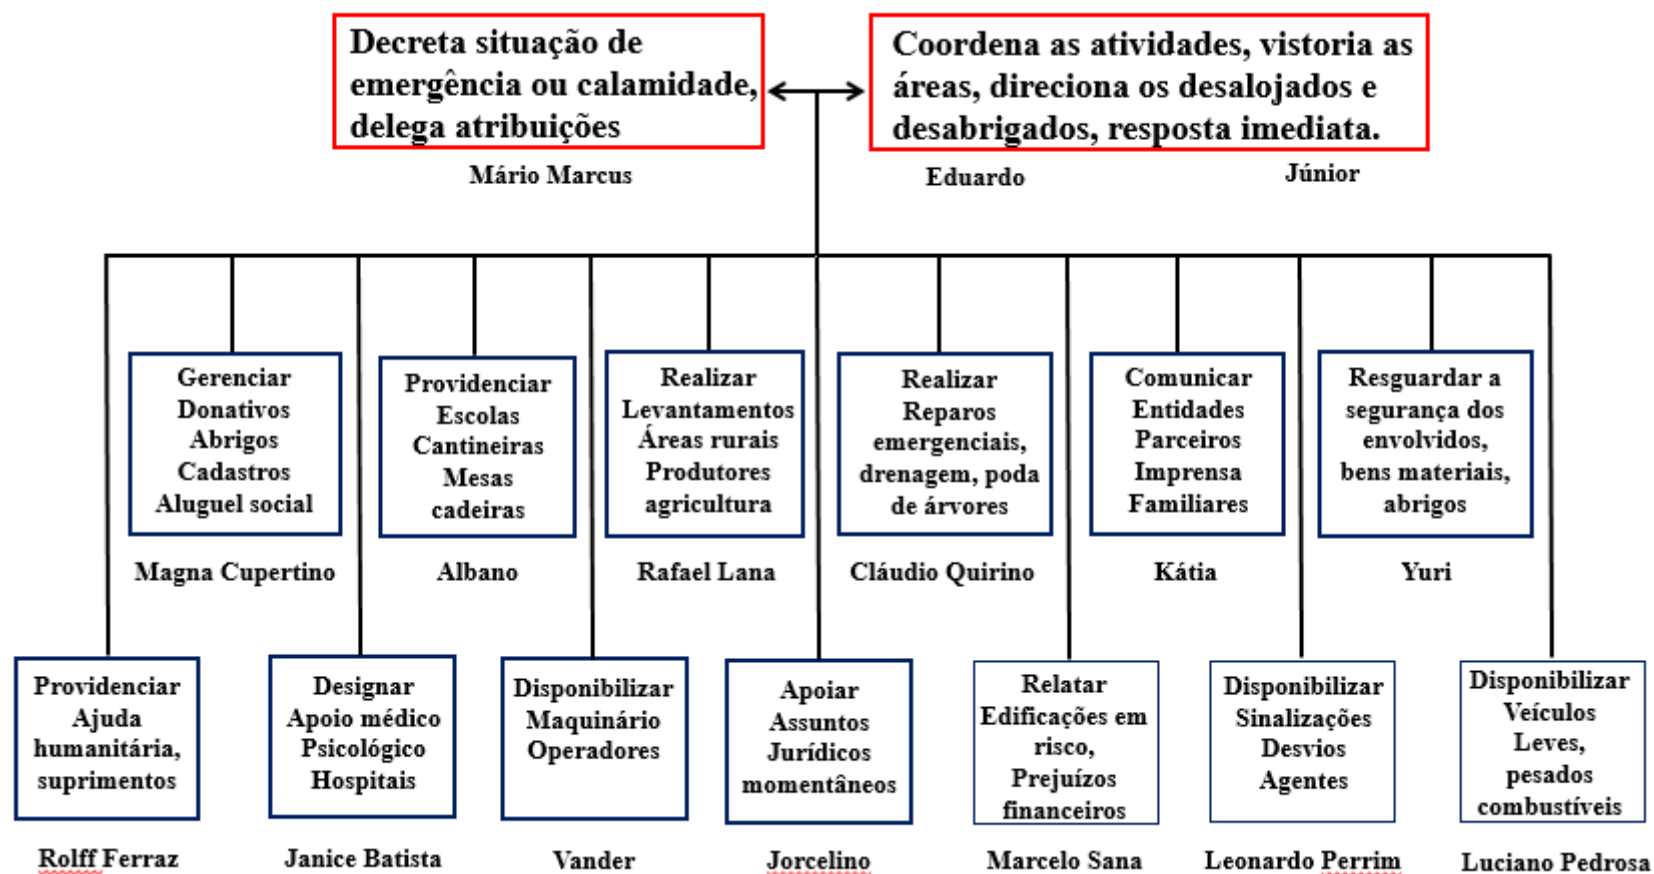 Decreta situação de
emergência ou calamidade,
delega atribuições
Mário Marcus
Coordena as atividades, vistoria as
áreas, direciona os desalojados e
desabrigados, resposta imediata.
Eduardo
Júnior
Gerenciar
Donativos
Abrigos
Cadastros
Aluguel social
Magna Cupertino
Providenciar
Escolas
Cantineiras
Mesas
cadeiras
Albano
Realizar
Levantamentos
Áreas rurais
Produtores
agricultura
Rafael Lana
Realizar
Reparos
emergenciais,
drenagem, poda
de árvores
Cláudio Quirino
Comunicar
Entidades
Parceiros
Imprensa
Familiares
Kátia
Resguardar a
segurança dos
envolvidos,
bens materiais,
abrigos
Yuri
Providenciar
Ajuda
humanitária,
suprimentos
Rolff Ferraz
Designar
Apoio médico
Psicológico
Hospitais
Janice Batista
Disponibilizar
Maquinário
Operadores
Vander
Apoiar
Assuntos
Jurídicos
momentâneos
Jorcelino
Relatar
Edificações em
risco,
Prejuízos
financeiros
Marcelo Sana
Disponibilizar
Sinalizações
Desvios
Agentes
Leonardo Perrim
Disponibilizar
Veículos
Leves,
pesados
combustíveis
Luciano Pedrosa